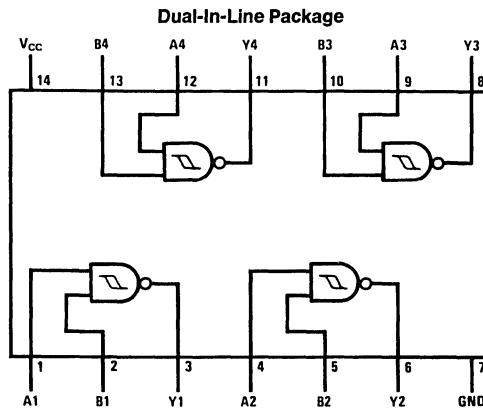 Dual-In-Line Package
VCC B4 A4 Y4 B3 A3 Y3
14 13 12 11 10 9 8
1 2 3 4 5 6 7
A1 B1 Y1 A2 B2 Y2 GND